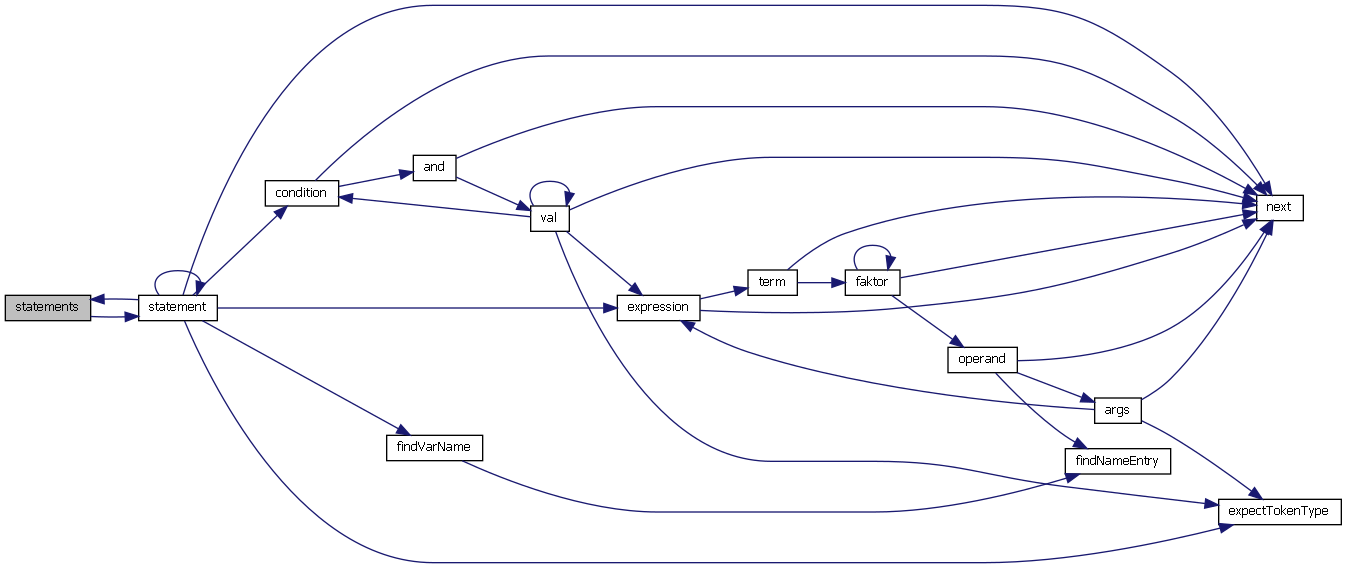 and
condition
val
next
term
faktor
statements
statement
expression
operand
args
findVarName
findNameEntry
expectTokenType